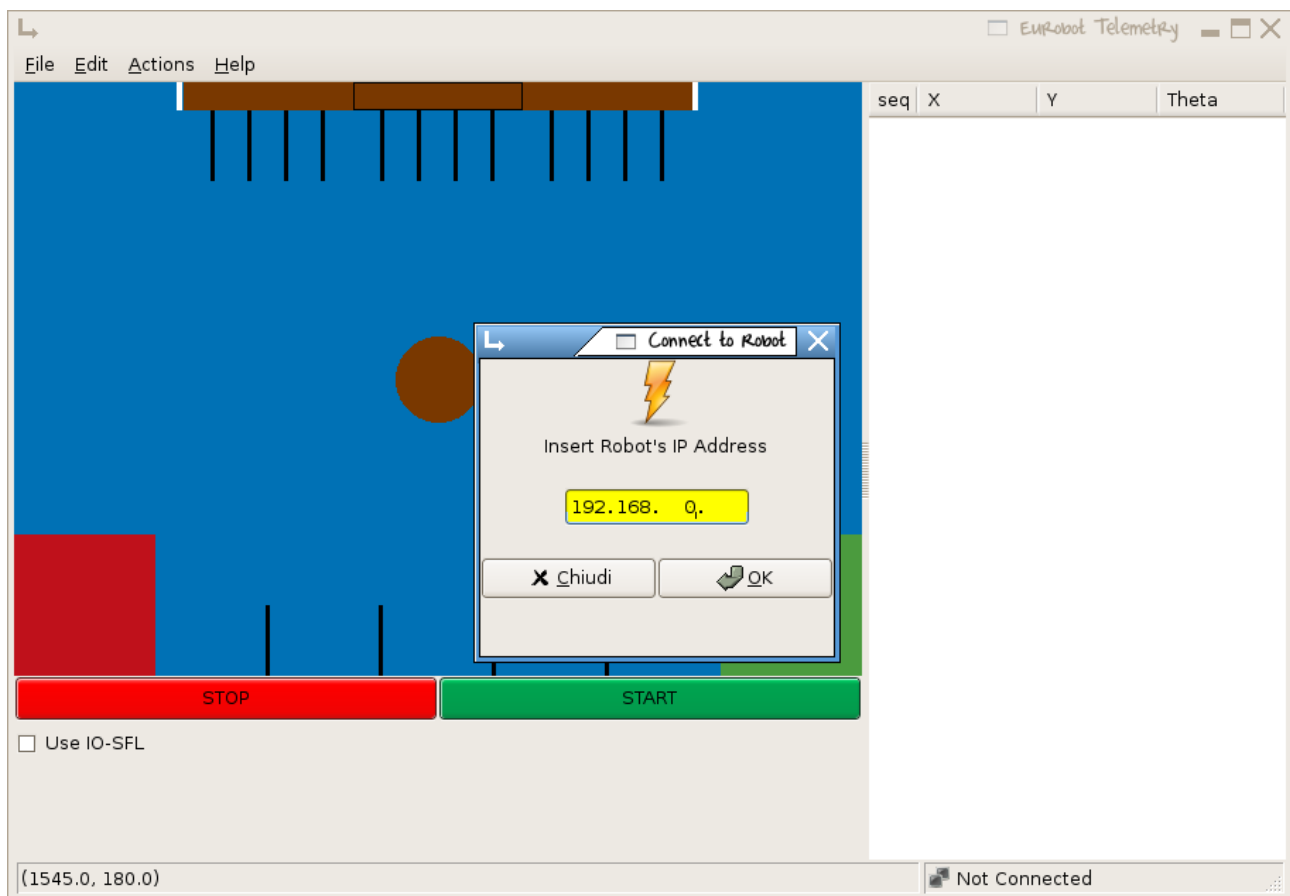 EuRobot Telemetry
File Edit Actions Help
seq X Y Theta
Connect to Robot
Insert Robot's IP Address
192.168. 0.
Chiudi OK
STOP START
Use IO-SFL
(1545.0, 180.0) Not Connected